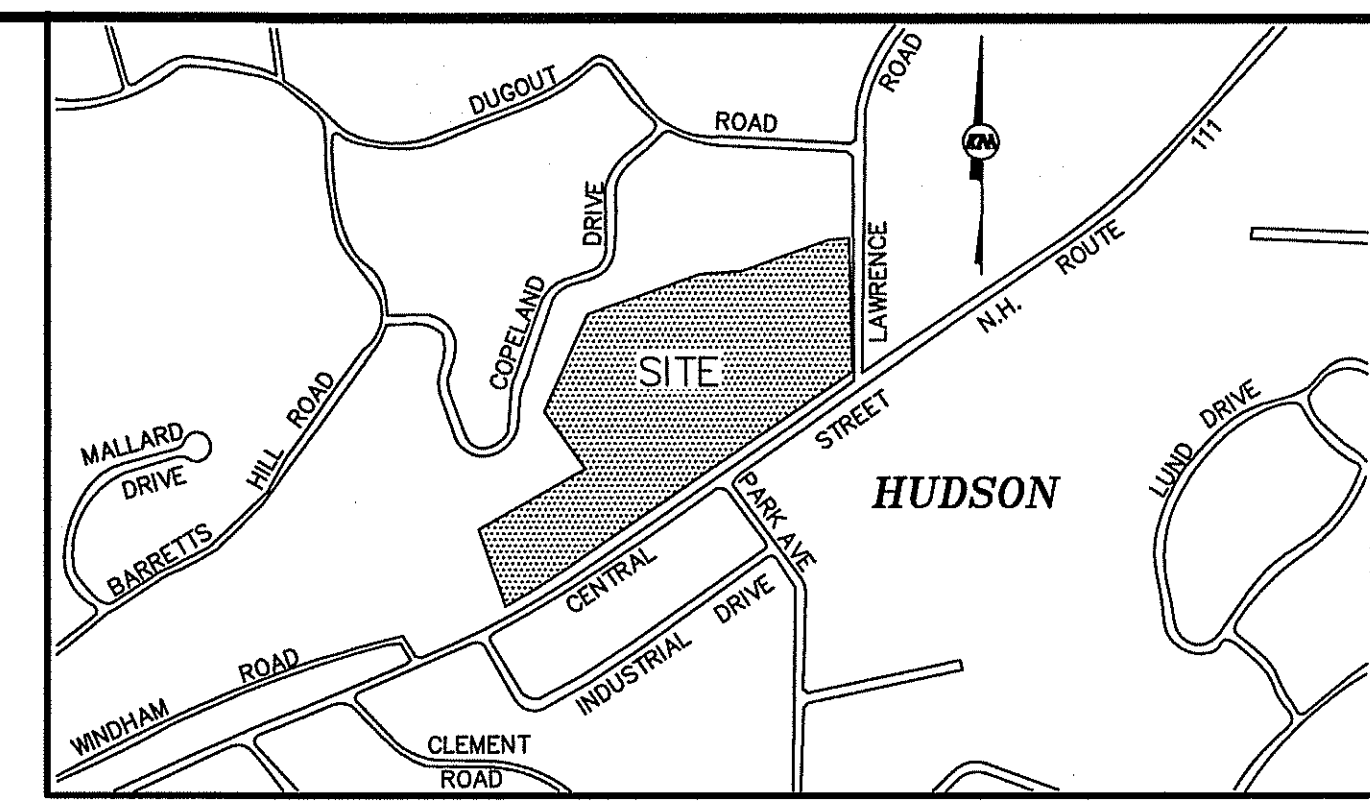 DUGOUT
ROAD
ROAD
111
COPELAND
DRIVE
LAWRENCE
N.H.
ROUTE
SITE
MALLARD
DRIVE
BARRETTS
HILL
ROAD
CENTRAL
STREET
PARK AVE
HUDSON
LUND
DRIVE
INDUSTRIAL
DRIVE
WINDHAM
ROAD
CLEMENT
ROAD